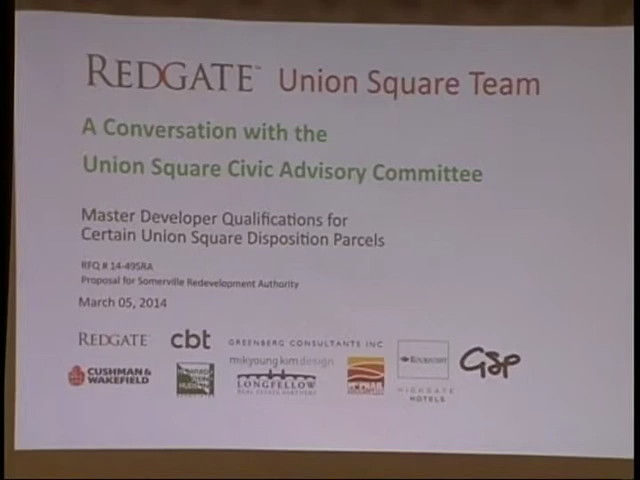 REDGATE™ Union Square Team
A Conversation with the
Union Square Civic Advisory Committee
Master Developer Qualifications for
Certain Union Square Disposition Parcels
RFQ # 14-49SRA
Proposal for Somerville Redevelopment Authority
March 05, 2014
REDGATE cbt GREENBERG CONSULTANTS INC GSP
mikyoung kim design
CUSHMAN &
WAKEFIELD
LONGFELLOW
REAL ESTATE PARTNERS
HIGHGATE
HOTELS